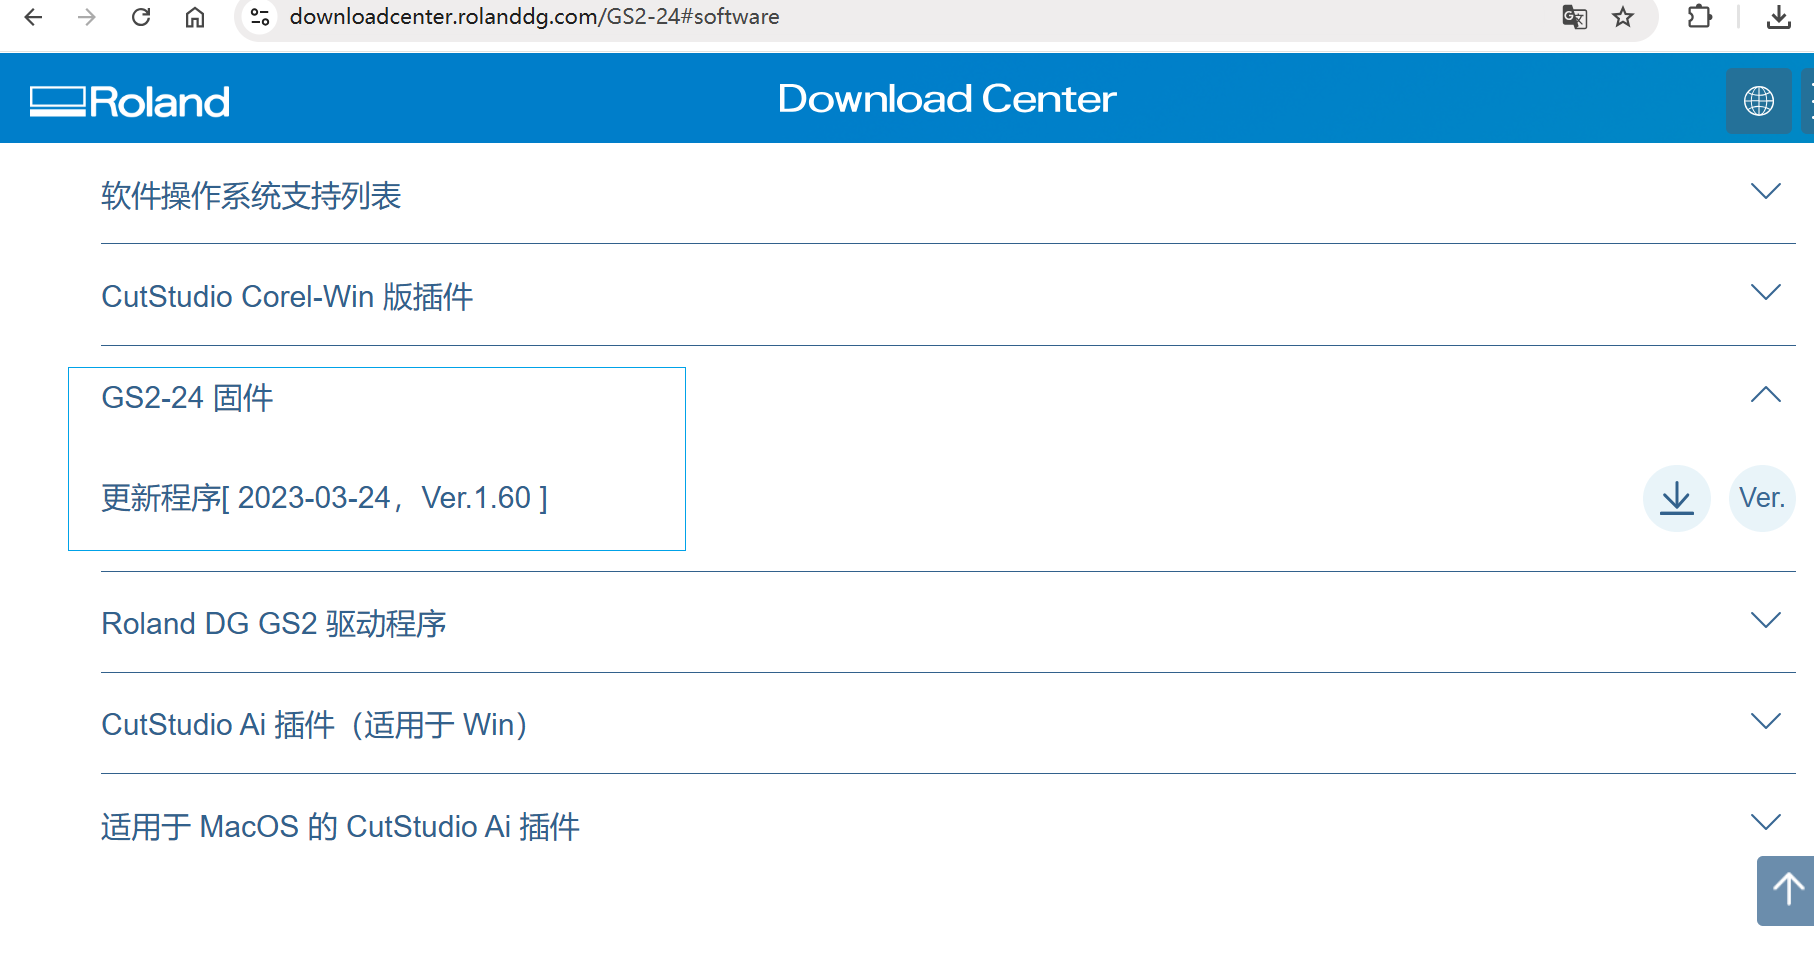 downloadcenter.rolanddg.com/GS2-24#software
Roland
Download Center
软件操作系统支持列表
CutStudio Corel-Win 版插件
GS2-24 固件
更新程序[ 2023-03-24，Ver.1.60 ]
Ver.
Roland DG GS2 驱动程序
CutStudio Ai 插件（适用于 Win）
适用于 MacOS 的 CutStudio Ai 插件